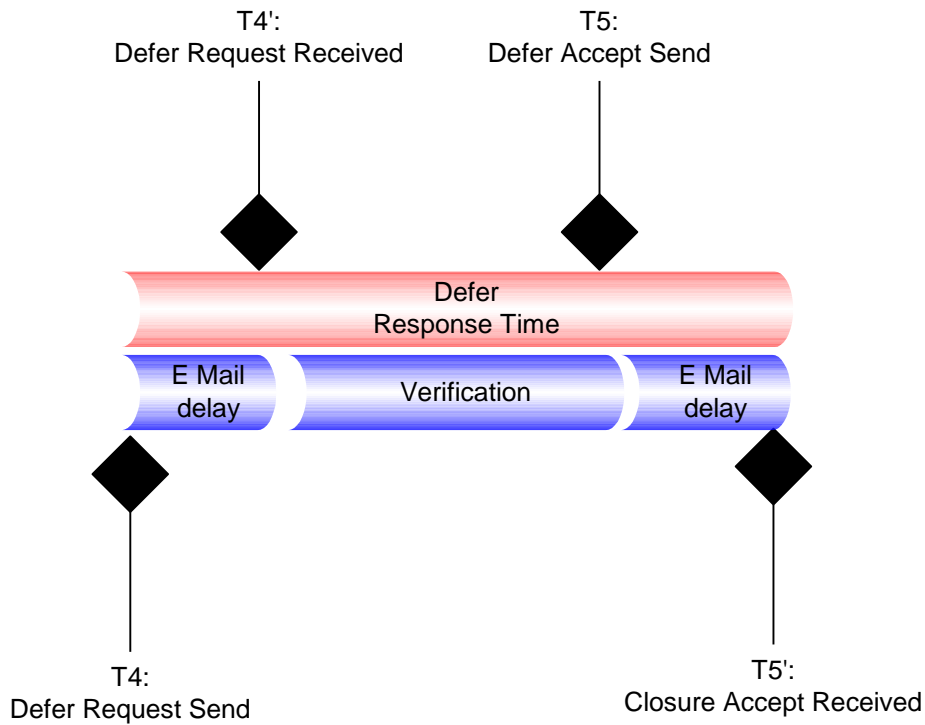 T4':
Defer Request Received
T5:
Defer Accept Send
Defer
Response Time
E Mail
delay
Verification
E Mail
delay
T4:
Defer Request Send
T5':
Closure Accept Received